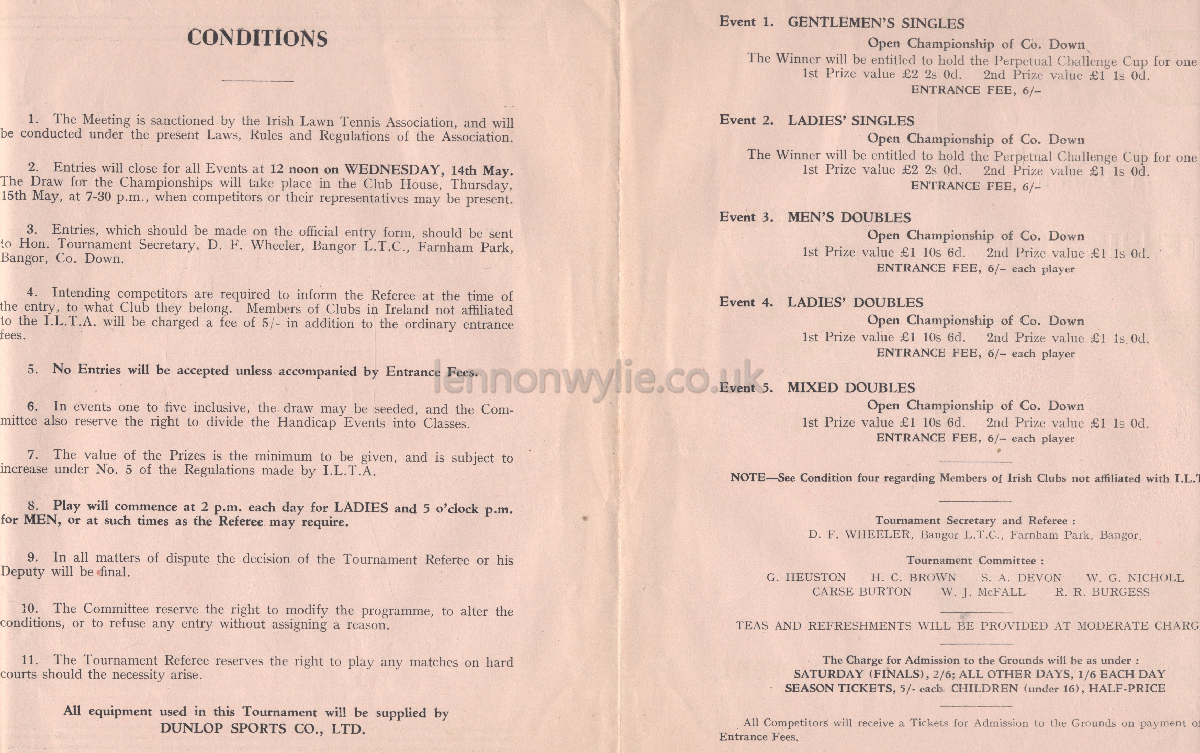 CONDITIONS
1. The Meeting is sanctioned by the Irish Lawn Tennis Association, and will
be conducted under the present Laws, Rules and Regulations of the Association.
2. Entries will close for all Events at 12 noon on WEDNESDAY, 14th May.
The Draw for the Championships will take place in the Club House, Thursday,
15th May, at 7-30 p.m., when competitors or their representatives may be present.
3. Entries, which should be made on the official entry form, should be sent
to Hon. Tournament Secretary, D. F. Wheeler, Bangor L.T.C., Farnham Park,
Bangor, Co. Down.
4. Intending competitors are required to inform the Referee at the time of
the entry, to what Club they belong. Members of Clubs in Ireland not affiliated
to the I.L.T.A. will be charged a fee of 5/- in addition to the ordinary entrance
fees.
5. No Entries will be accepted unless accompanied by Entrance Fees.
6. In events one to five inclusive, the draw may be seeded, and the Com-
mittee also reserve the right to divide the Handicap Events into Classes.
7. The value of the Prizes is the minimum to be given, and is subject to
increase under No. 5 of the Regulations made by I.L.T.A.
8. Play will commence at 2 p.m. each day for LADIES and 5 o'clock p.m.
for MEN, or at such times as the Referee may require.
9. In all matters of dispute the decision of the Tournament Referee or his
Deputy will be final.
10. The Committee reserve the right to modify the programme, to alter the
conditions, or to refuse any entry without assigning a reason.
11. The Tournament Referee reserves the right to play any matches on hard
courts should the necessity arise.
All equipment used in this Tournament will be supplied by
DUNLOP SPORTS CO., LTD.
lennonwylie.co.uk
Event 1. GENTLEMEN'S SINGLES
Open Championship of Co. Down
The Winner will be entitled to hold the Perpetual Challenge Cup for one
1st Prize value £2 2s 0d. 2nd Prize value £1 1s 0d.
ENTRANCE FEE, 6/-
Event 2. LADIES' SINGLES
Open Championship of Co. Down
The Winner will be entitled to hold the Perpetual Challenge Cup for one
1st Prize value £2 2s 0d. 2nd Prize value £1 1s 0d.
ENTRANCE FEE, 6/-
Event 3. MEN'S DOUBLES
Open Championship of Co. Down
1st Prize value £1 10s 6d. 2nd Prize value £1 1s 0d.
ENTRANCE FEE, 6/- each player
Event 4. LADIES' DOUBLES
Open Championship of Co. Down
1st Prize value £1 10s 6d. 2nd Prize value £1 1s 0d.
ENTRANCE FEE, 6/- each player
Event 5. MIXED DOUBLES
Open Championship of Co. Down
1st Prize value £1 10s 6d. 2nd Prize value £1 1s 0d.
ENTRANCE FEE, 6/- each player
NOTE—See Condition four regarding Members of Irish Clubs not affiliated with I.L.T
Tournament Secretary and Referee :
D. F. WHEELER, Bangor L.T.C., Farnham Park, Bangor.
Tournament Committee :
G. HEUSTON H. C. BROWN S. A. DEVON W. G. NICHOLL
CARSE BURTON W. J. McFALL R. R. BURGESS
TEAS AND REFRESHMENTS WILL BE PROVIDED AT MODERATE CHARG
The Charge for Admission to the Grounds will be as under :
SATURDAY (FINALS), 2/6; ALL OTHER DAYS, 1/6 EACH DAY
SEASON TICKETS, 5/- each. CHILDREN (under 16), HALF-PRICE
All Competitors will receive a Tickets for Admission to the Grounds on payment of
Entrance Fees.